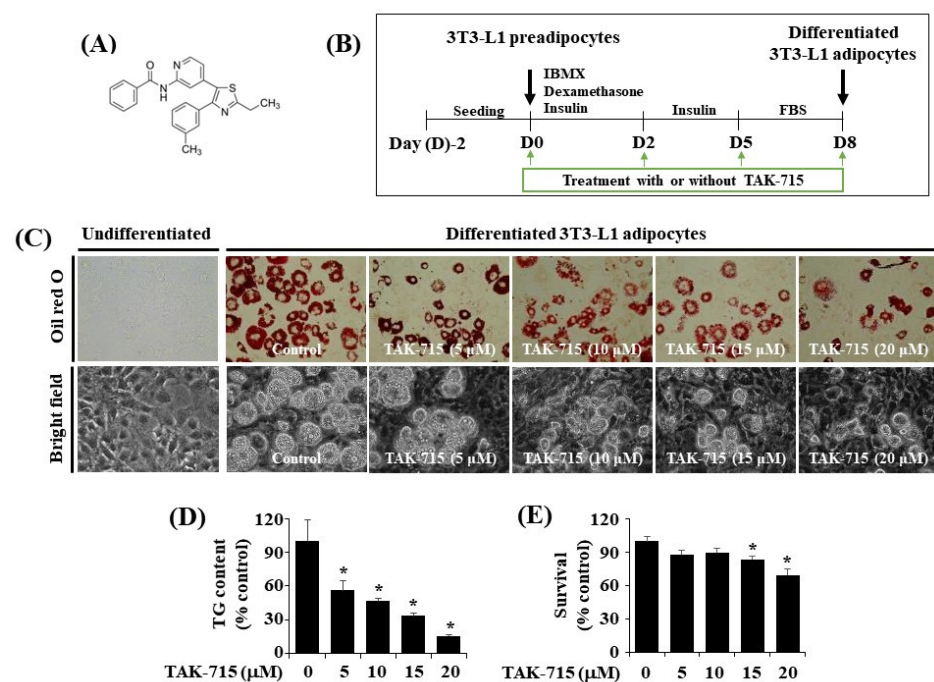 (A)
O
NH
N
S
N
CH3
CH3
(B)
3T3-L1 preadipocytes
Differentiated
3T3-L1 adipocytes
IBMX
Dexamethasone
Insulin
Seeding
Insulin
FBS
Day (D)-2
D0
D2
D5
D8
Treatment with or without TAK-715
(C)
Undifferentiated
Differentiated 3T3-L1 adipocytes
Oil red O
Control
TAK-715 (5 μM)
TAK-715 (10 μM)
TAK-715 (15 μM)
TAK-715 (20 μM)
Bright field
Control
TAK-715 (5 μM)
TAK-715 (10 μM)
TAK-715 (15 μM)
TAK-715 (20 μM)
(D)
TG content
(% control)
120
90
60
30
0
* * * *
TAK-715 (μM) 0 5 10 15 20
(E)
Survival
(% control)
120
90
60
30
0
* *
TAK-715 (μM) 0 5 10 15 20